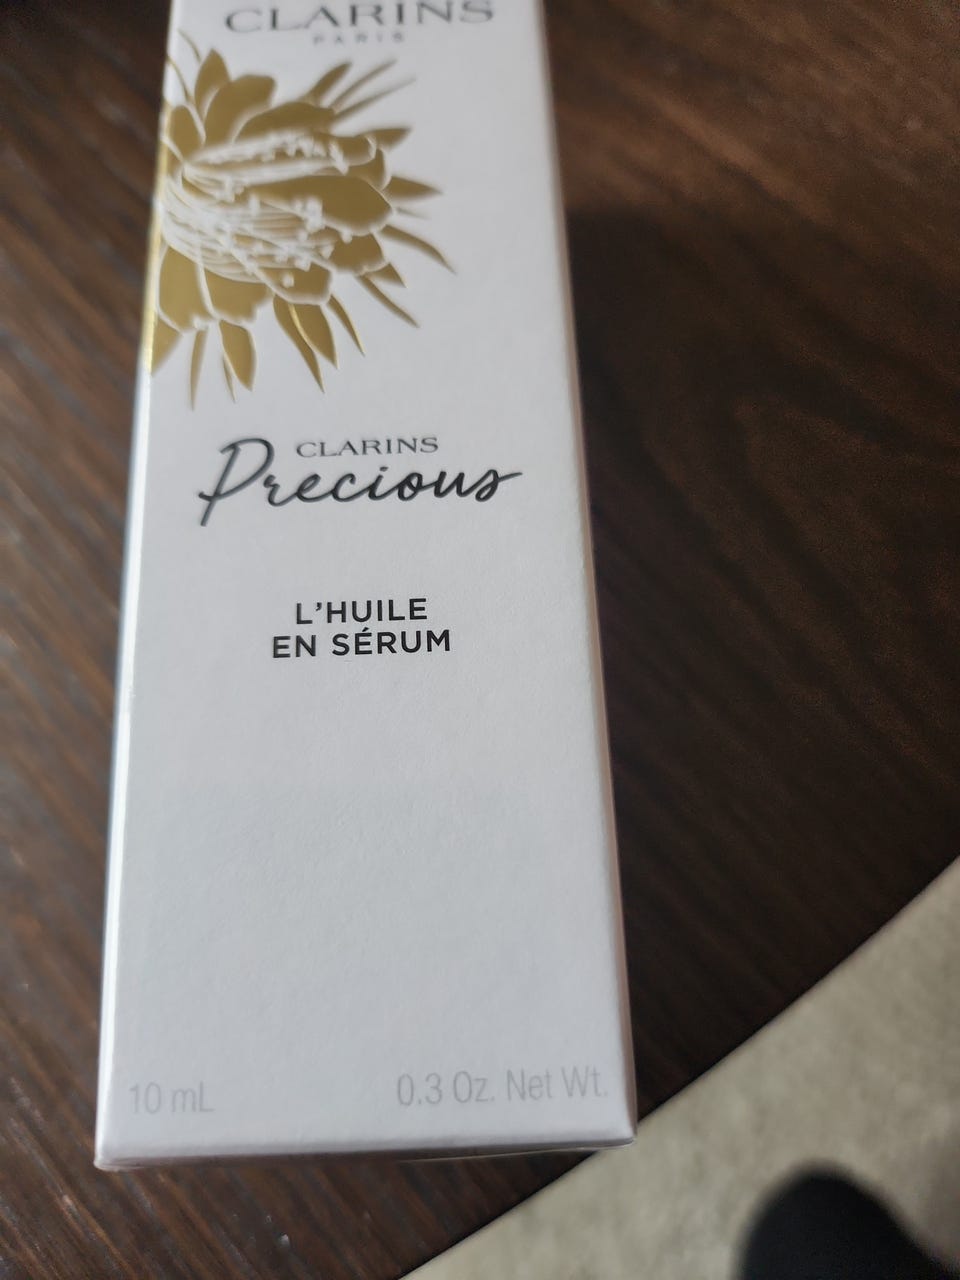 CLARINS
PARIS
CLARINS
Precious
L'HUILE
EN SÉRUM
10 mL 0.3 Oz. Net Wt.